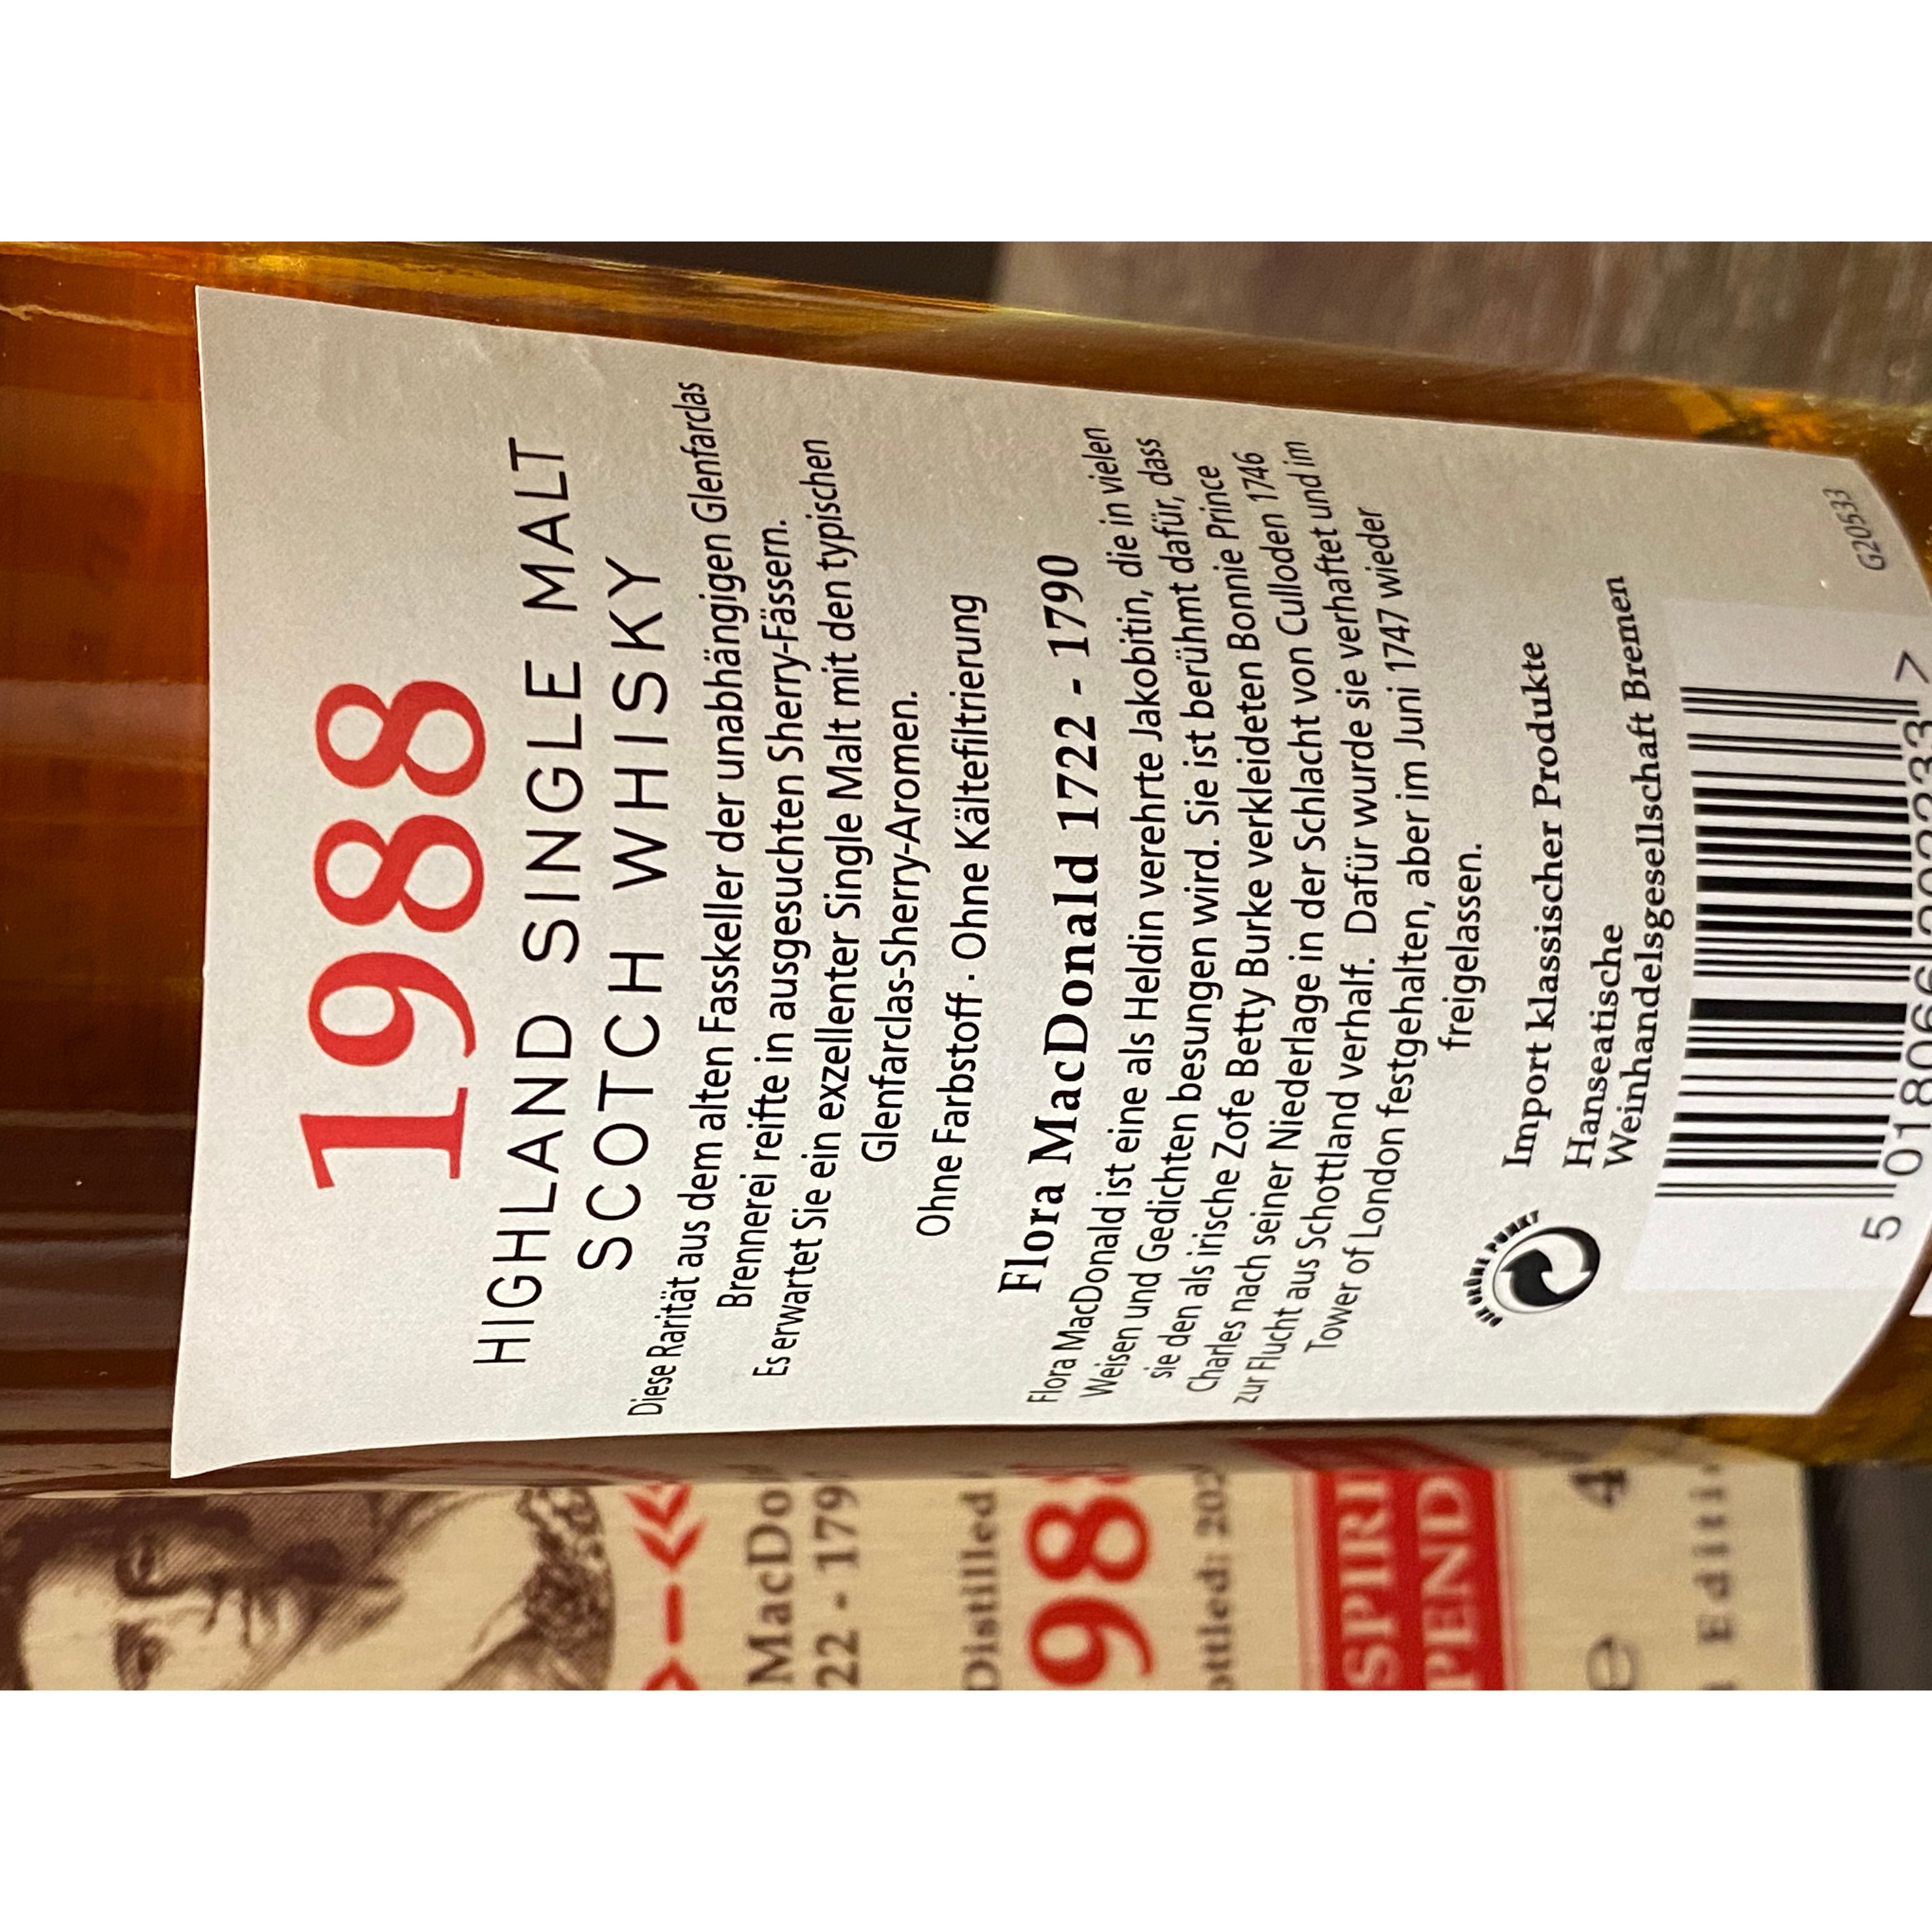 1988
HIGHLAND SINGLE MALT
SCOTCH WHISKY
Diese Rarität aus dem alten Fasskeller der unabhängigen Glenfarclas
Brennerei reifte in ausgesuchten Sherry-Fässern.
Es erwartet Sie ein exzellenter Single Malt mit den typischen
Glenfarclas-Sherry-Aromen.
Ohne Farbstoff · Ohne Kältefiltrierung
Flora MacDonald 1722 - 1790
Flora MacDonald ist eine als Heldin verehrte Jakobitin, die in vielen
Weisen und Gedichten besungen wird. Sie ist berühmt dafür, dass
sie den als irische Zofe Betty Burke verkleideten Bonnie Prince
Charles nach seiner Niederlage in der Schlacht von Culloden 1746
zur Flucht aus Schottland verhalf. Dafür wurde sie verhaftet und im
Tower of London festgehalten, aber im Juni 1747 wieder
freigelassen.
DER GRÜNE PUNKT
Import klassischer Produkte
Hanseatische
Weinhandelsgesellschaft Bremen
G20533
MacDo
22 - 179
Distilled
98
ottled: 202
SPIRI
PEND
e 4
Editi